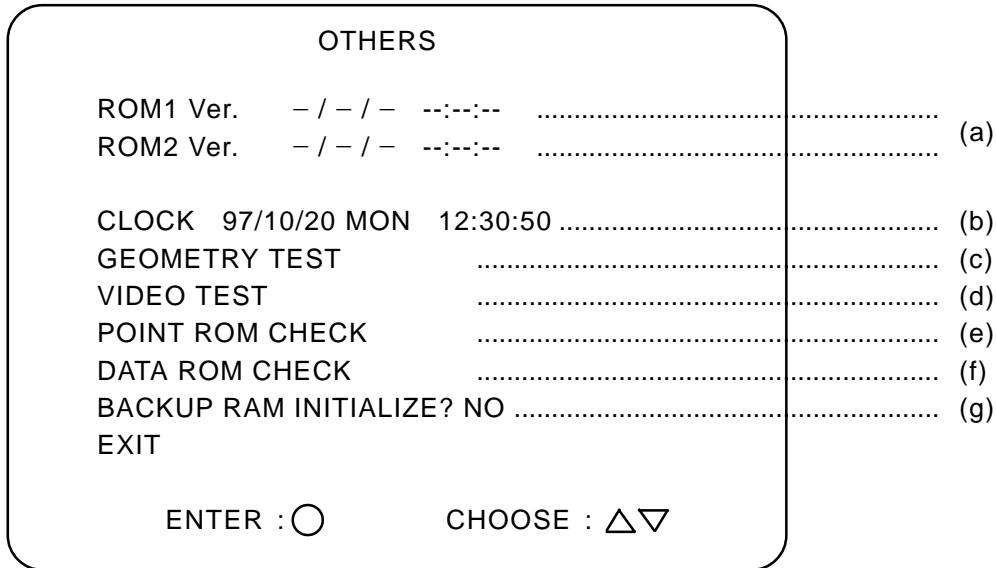 OTHERS
ROM1 Ver. – / – / – --:--:-- ...................................................... (a)
ROM2 Ver. – / – / – --:--:-- ......................................................
CLOCK 97/10/20 MON 12:30:50 ................................................... (b)
GEOMETRY TEST .............................................................. (c)
VIDEO TEST .............................................................. (d)
POINT ROM CHECK .............................................................. (e)
DATA ROM CHECK .............................................................. (f)
BACKUP RAM INITIALIZE? NO ......................................................... (g)
EXIT
ENTER : ◯ CHOOSE : △▽